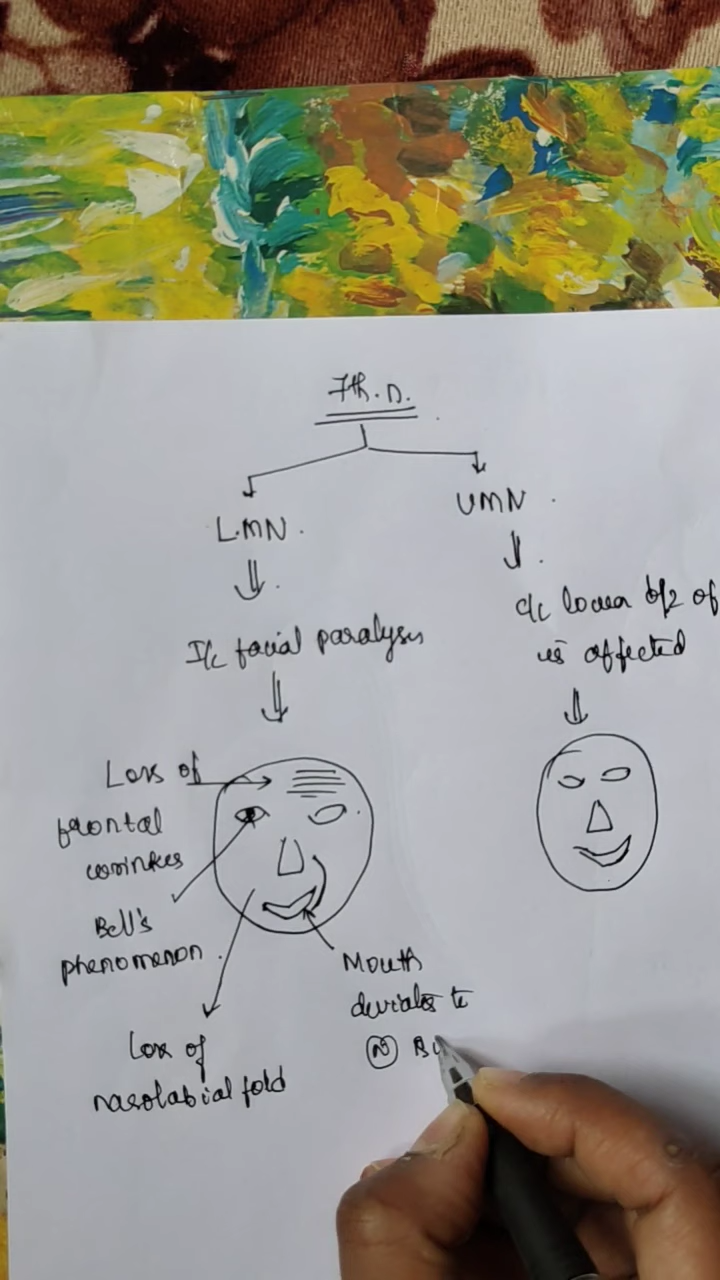 7th. n.
LMN.
UMN.
I/c facial paralysis
c/c lower 1/2 of
is affected
Loss of
frontal
wrinkes
Bell's
phenomenon.
Loss of
nasolabial fold
Mouth
deviates to
(N)